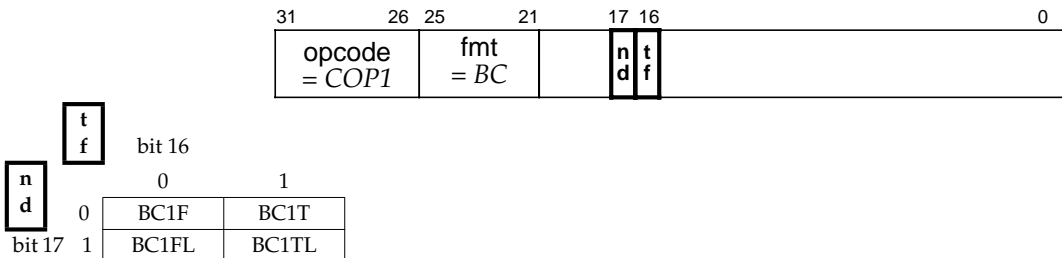 31 26 25 21 17 16 0
opcode fmt n t
= COP1 = BC d f
t
f bit 16
n 0 1
d 0 BC1F BC1T
bit 17 1 BC1FL BC1TL